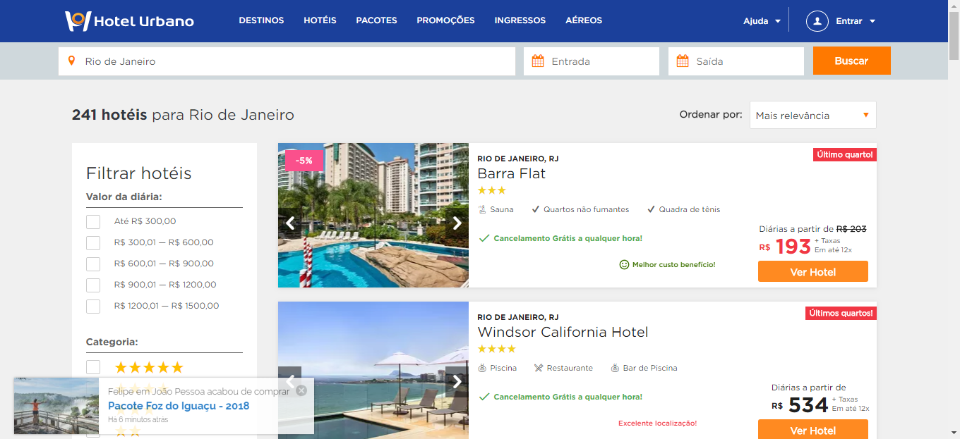 Hotel Urbano
DESTINOS HOTÉIS PACOTES PROMOÇÕES INGRESSOS AÉREOS
Ajuda Entrar
Rio de Janeiro
Entrada
Saída
Buscar
241 hotéis para Rio de Janeiro
Ordenar por: Mais relevância
Filtrar hotéis
Valor da diária:
Até R$ 300,00
R$ 300,01 — R$ 600,00
R$ 600,01 — R$ 900,00
R$ 900,01 — R$ 1200,00
R$ 1200,01 — R$ 1500,00
Categoria:
-5%
Último quarto!
RIO DE JANEIRO, RJ
Barra Flat
Sauna Quartos não fumantes Quadra de tênis
Cancelamento Grátis a qualquer hora!
Melhor custo benefício!
Diárias a partir de R$ 203
R$ 193 + Taxas
Em até 12x
Ver Hotel
Últimos quartos!
RIO DE JANEIRO, RJ
Windsor California Hotel
Piscina Restaurante Bar de Piscina
Cancelamento Grátis a qualquer hora!
Excelente localização!
Diárias a partir de
R$ 534 + Taxas
Em até 12x
Ver Hotel
Felipe em João Pessoa acabou de comprar
Pacote Foz do Iguaçu - 2018
Há 6 minutos atrás